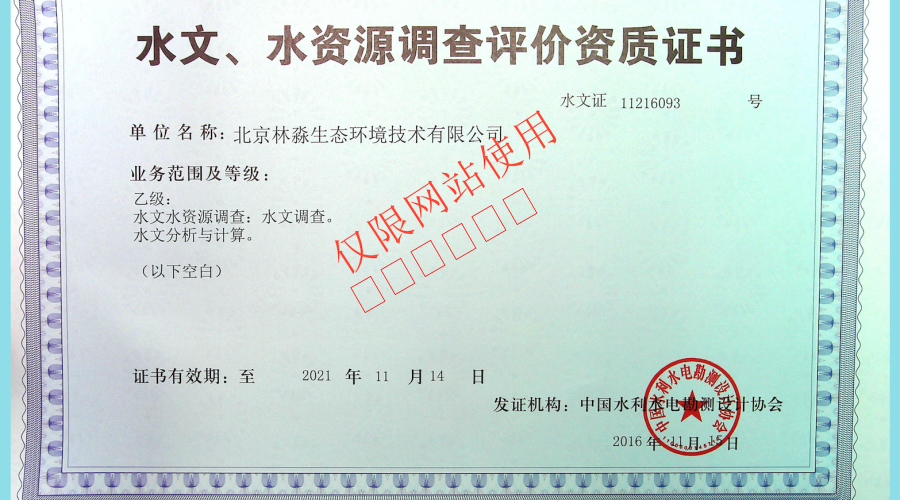 水文、水资源调查评价资质证书
水文证 11216093 号
单位名称：北京林淼生态环境技术有限公司
业务范围及等级：
乙级：
水文水资源调查：水文调查。
水文分析与计算。
（以下空白）
仅限网站使用
□□□□□□
证书有效期：至 2021 年 11 月 14 日
发证机构：中国水利水电勘测设计协会
中国水利水电勘测设计协会
2016 年 11 月 15 日